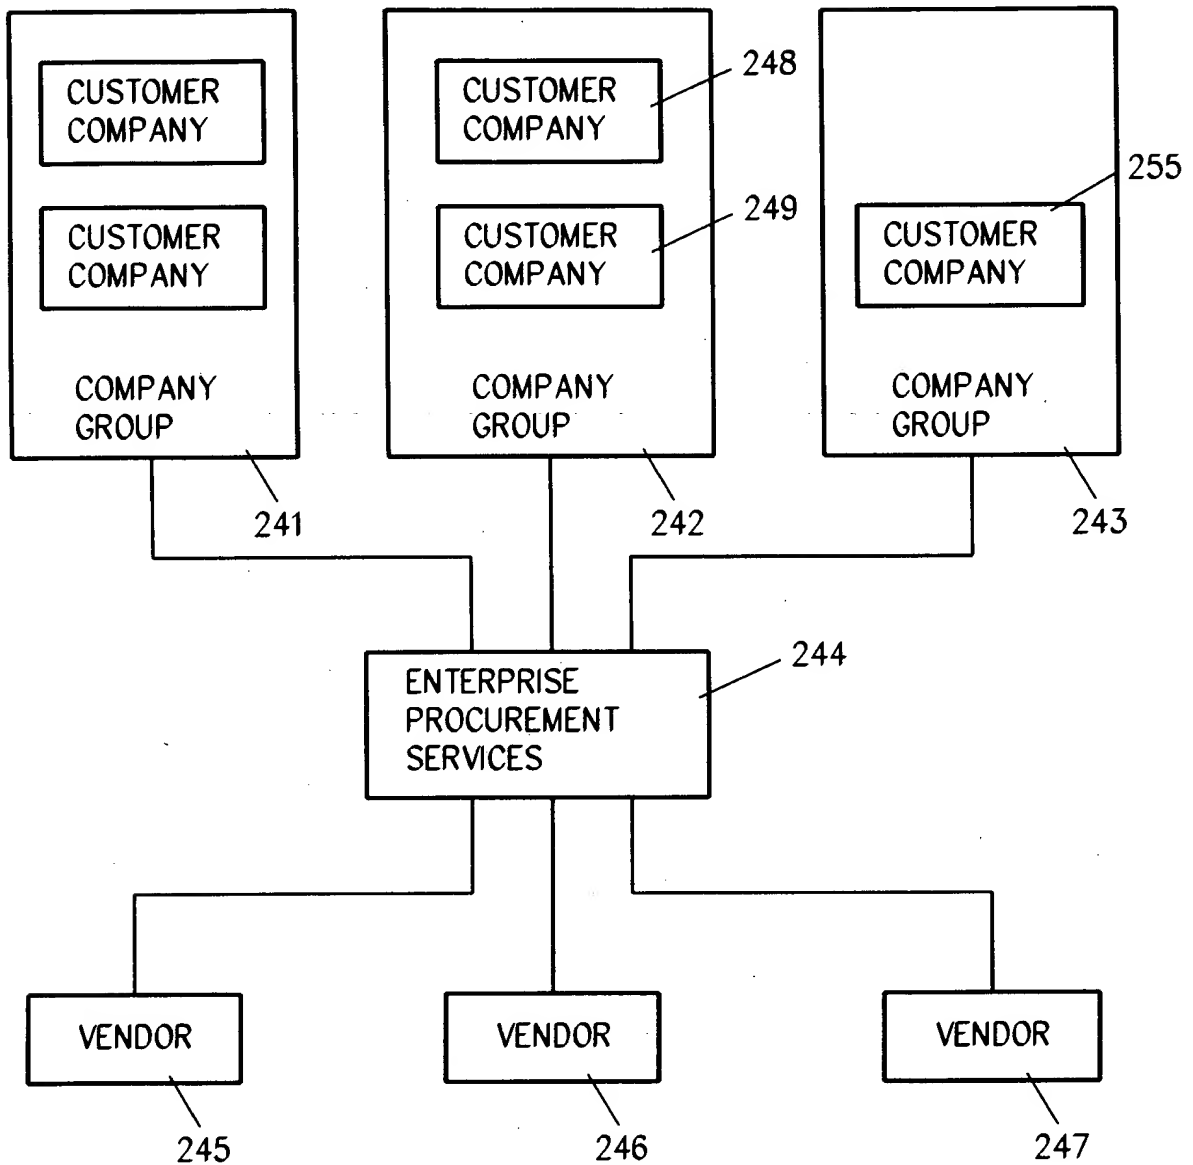 CUSTOMER
COMPANY
CUSTOMER
COMPANY
COMPANY
GROUP
241
CUSTOMER
COMPANY
248
CUSTOMER
COMPANY
249
COMPANY
GROUP
242
CUSTOMER
COMPANY
255
COMPANY
GROUP
243
ENTERPRISE
PROCUREMENT
SERVICES
244
VENDOR
245
VENDOR
246
VENDOR
247